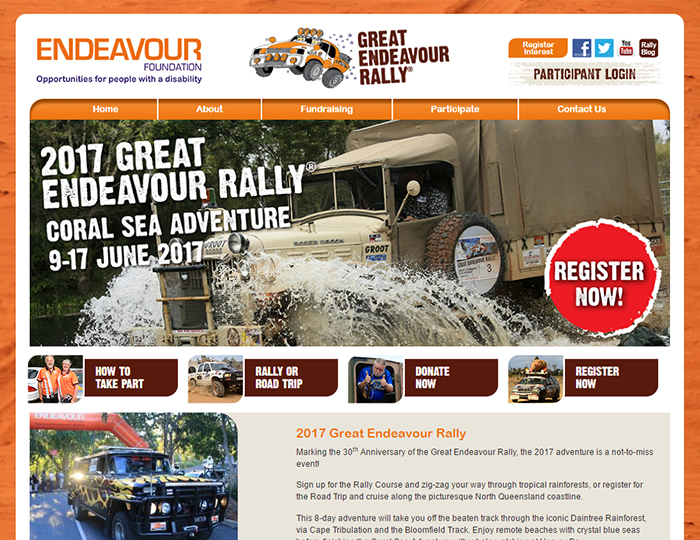 ENDEAVOUR
FOUNDATION
Opportunities for people with a disability
GREAT
ENDEAVOUR
RALLY®
Register
Interest
You
Tube
Rally
Blog
PARTICIPANT LOGIN
Home
About
Fundraising
Participate
Contact Us
2017 GREAT
ENDEAVOUR RALLY®
CORAL SEA ADVENTURE
9-17 JUNE 2017
GROOT
GROOT
GREAT ENDEAVOUR RALLY
3
REGISTER
NOW!
HOW TO
TAKE PART
RALLY OR
ROAD TRIP
DONATE
NOW
REGISTER
NOW
ENDEAVOUR
2017 Great Endeavour Rally
Marking the 30th Anniversary of the Great Endeavour Rally, the 2017 adventure is a not-to-miss
event!
Sign up for the Rally Course and zig-zag your way through tropical rainforests, or register for
the Road Trip and cruise along the picturesque North Queensland coastline.
This 8-day adventure will take you off the beaten track through the iconic Daintree Rainforest,
via Cape Tribulation and the Bloomfield Track. Enjoy remote beaches with crystal blue seas